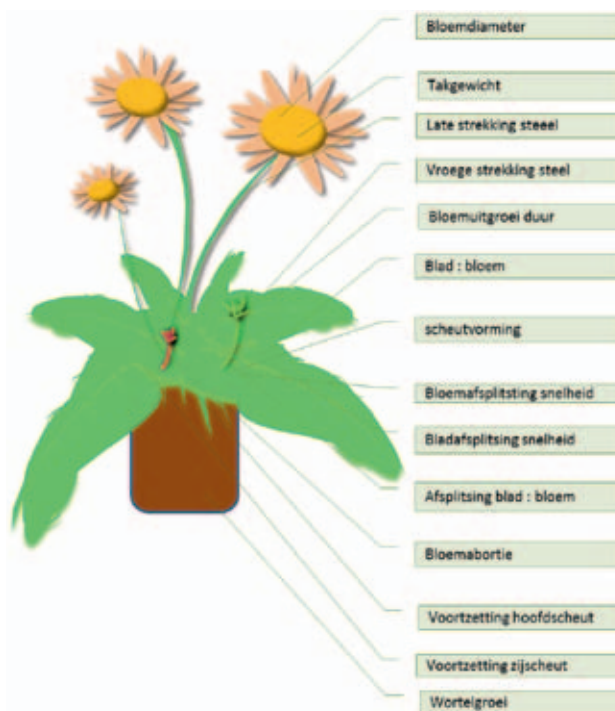 Bloemdiameter
Takgewicht
Late strekking steeel
Vroege strekking steel
Bloemuitgroei duur
Blad : bloem
scheutvorming
Bloemafsplitsting snelheid
Bladafsplitsing snelheid
Afsplitsing blad : bloem
Bloemabortie
Voortzetting hoofdscheut
Voortzetting zijscheut
Wortelgroei